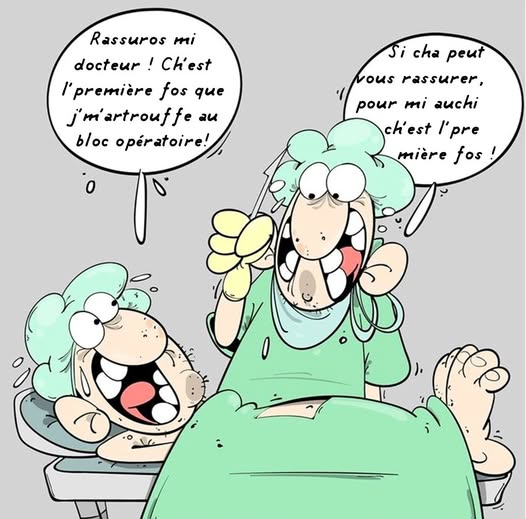 Rassuros mi
docteur ! Ch'est
l'première fos que
j'm'artrouffe au
bloc opératoire!
Si cha peut
vous rassurer,
pour mi auchi
ch'est l'pre
mière fos !